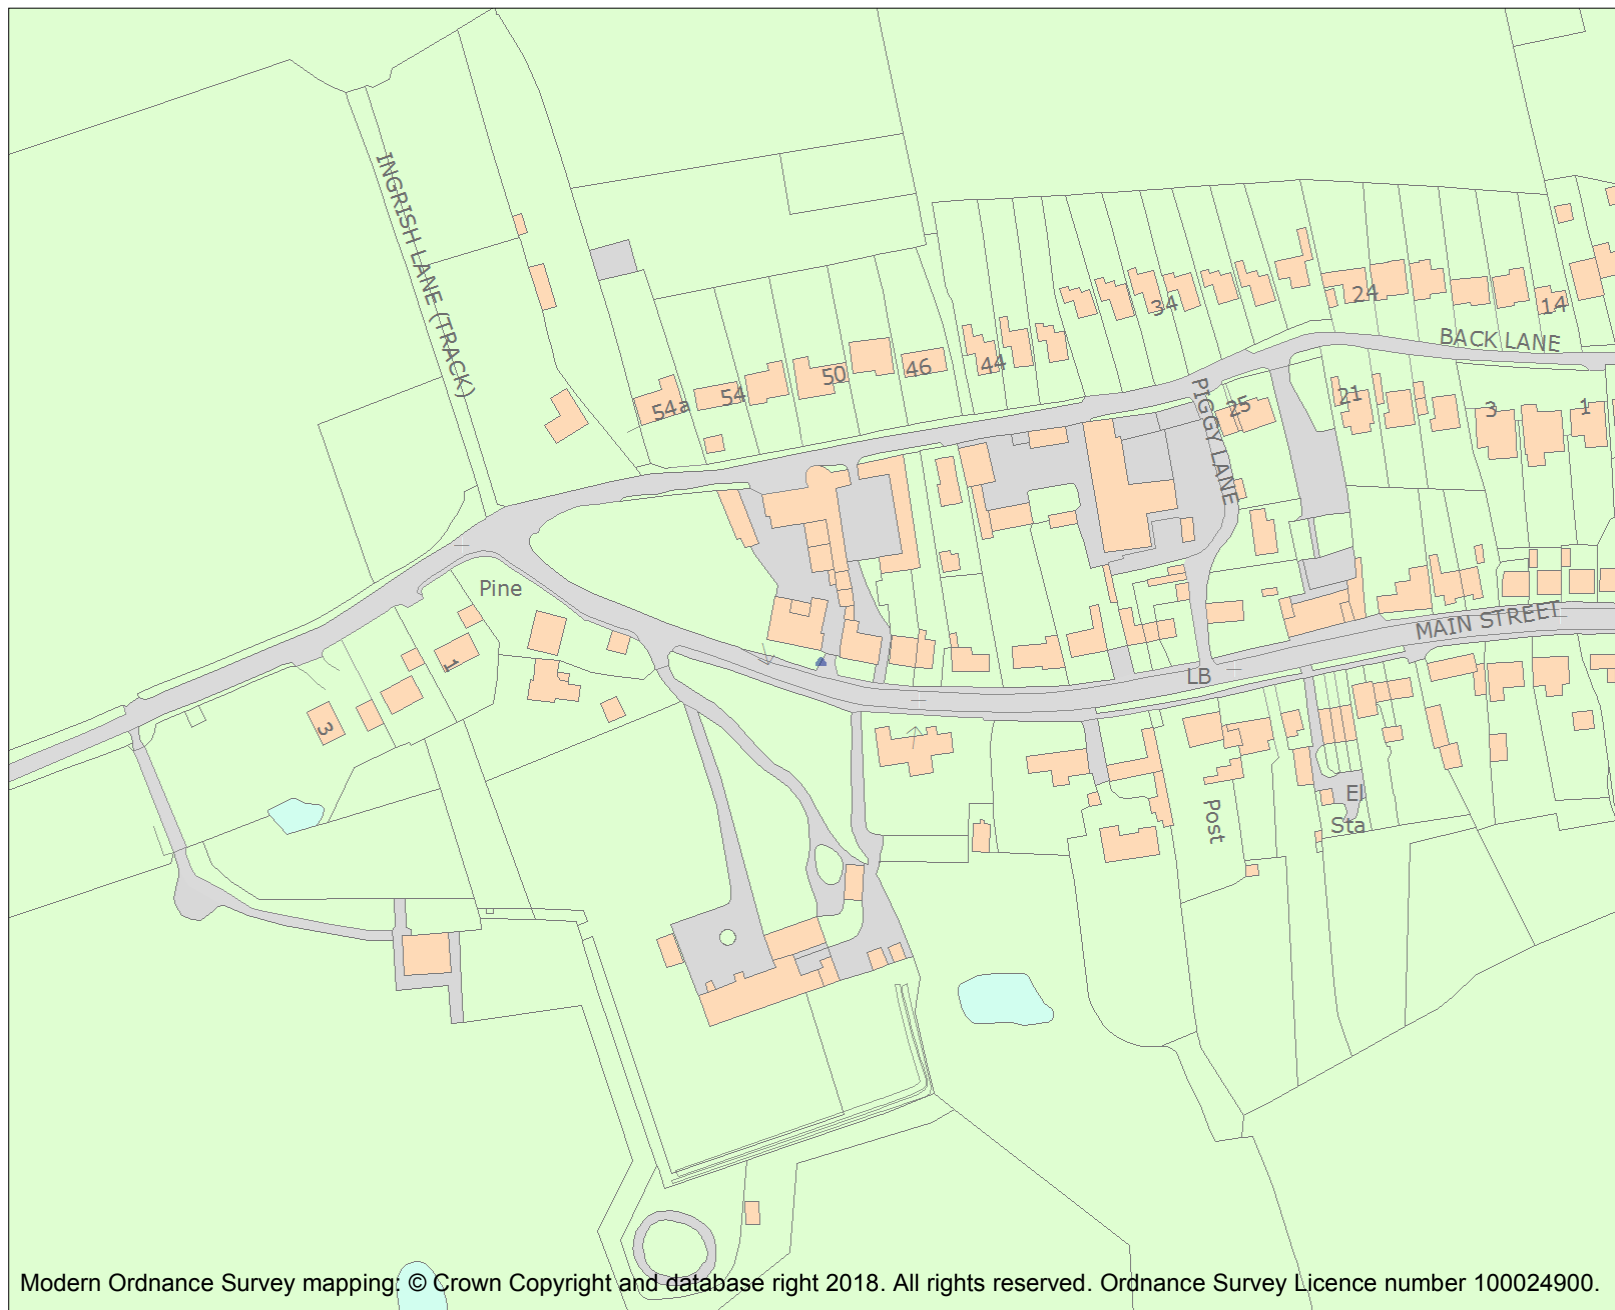 INGRISH LANE (TRACK)
34
24
14
BACK LANE
44
46
50
54
54a
PIGGY LANE
25
21
3
1
Pine
1
3
MAIN STREET
LB
Post
El
Sta
Modern Ordnance Survey mapping: © Crown Copyright and database right 2018. All rights reserved. Ordnance Survey Licence number 100024900.